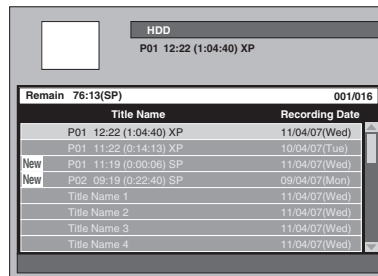 HDD
P01 12:22 (1:04:40) XP
Remain 76:13(SP) 001/016
Title Name Recording Date
P01 12:22 (1:04:40) XP 11/04/07(Wed)
P01 11:22 (0:14:13) XP 10/04/07(Tue)
New P01 11:19 (0:00:06) SP 11/04/07(Wed)
New P02 09:19 (0:22:40) SP 09/04/07(Mon)
Title Name 1 11/04/07(Wed)
Title Name 2 11/04/07(Wed)
Title Name 3 11/04/07(Wed)
Title Name 4 11/04/07(Wed)